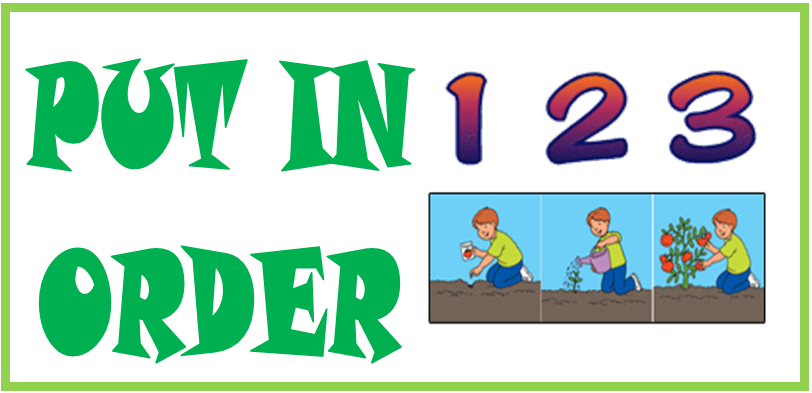 PUT IN
ORDER
1 2 3